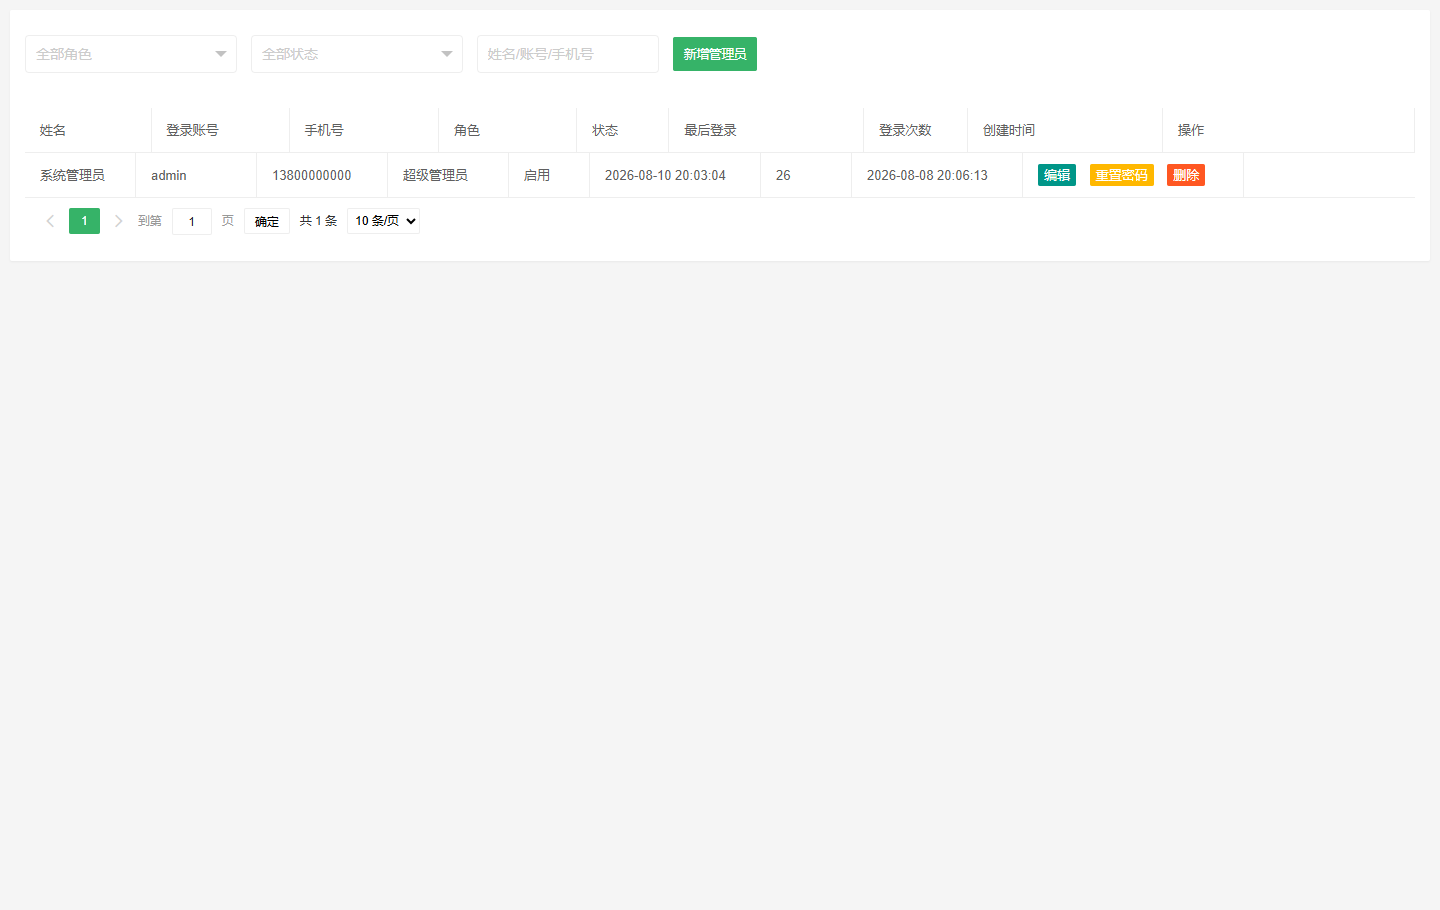 全部角色 全部状态 姓名/账号/手机号 新增管理员
姓名 登录账号 手机号 角色 状态 最后登录 登录次数 创建时间 操作
系统管理员 admin 13800000000 超级管理员 启用 2026-08-10 20:03:04 26 2026-08-08 20:06:13 编辑 重置密码 删除
1 到第 1 页 确定 共 1 条 10 条/页